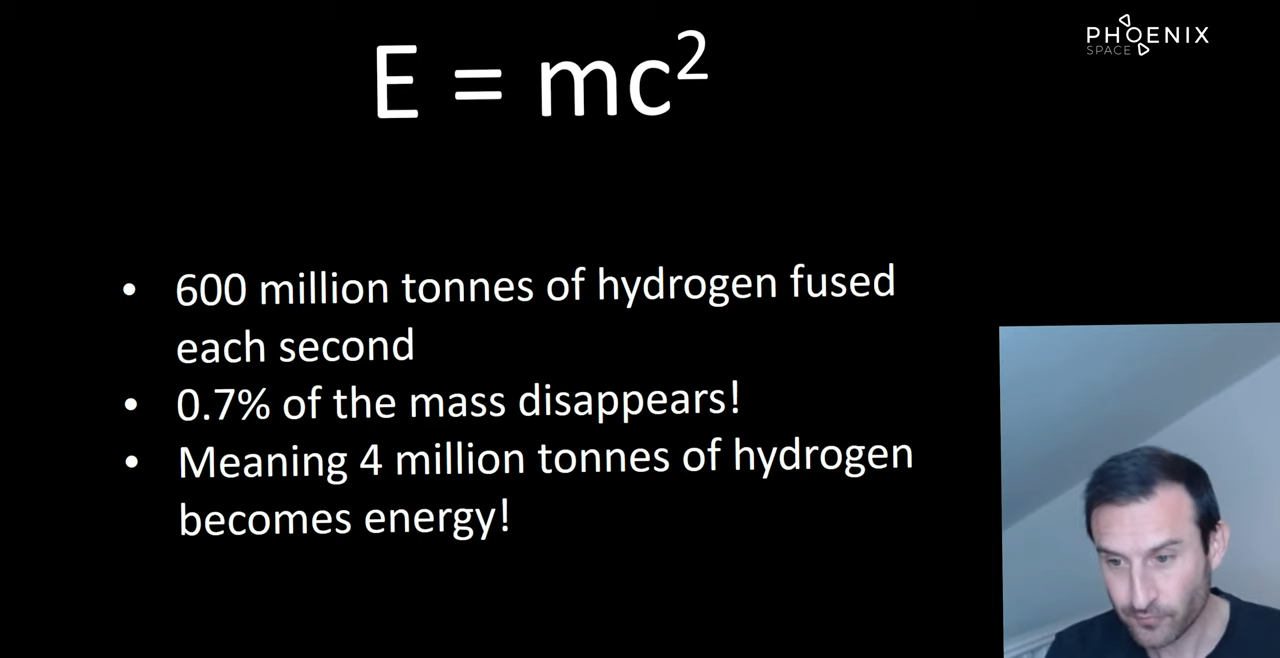 PHOENIX
SPACE
E = mc²
• 600 million tonnes of hydrogen fused
each second
• 0.7% of the mass disappears!
• Meaning 4 million tonnes of hydrogen
becomes energy!